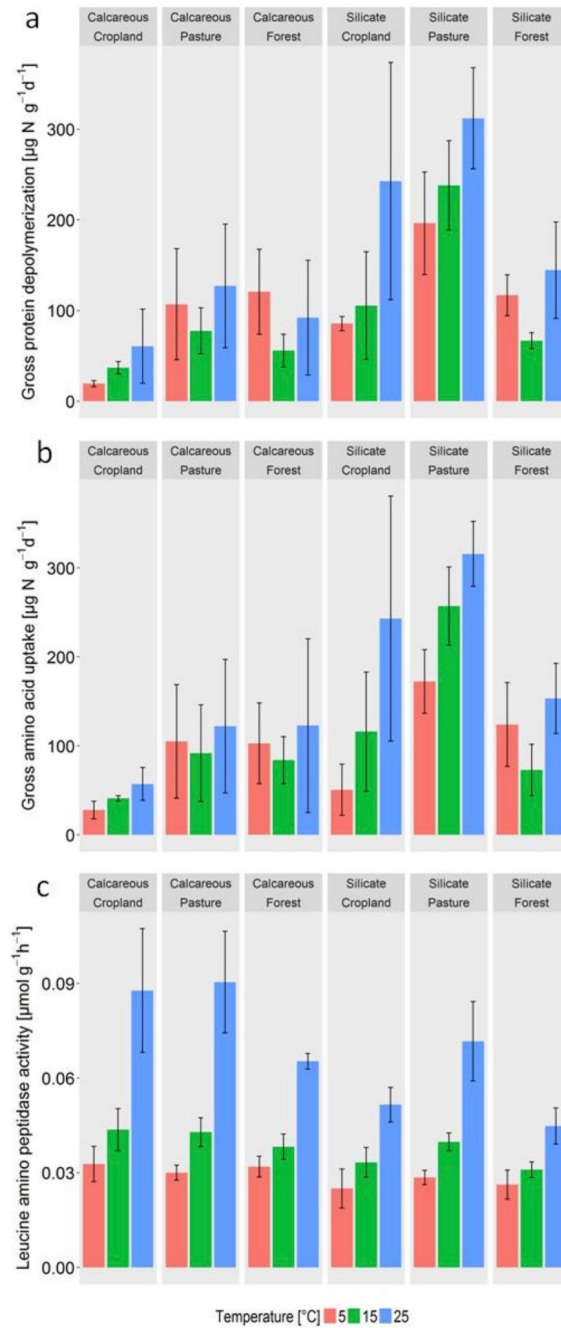 a
Calcareous Calcareous Calcareous Silicate Silicate Silicate
Cropland Pasture Forest Cropland Pasture Forest
Gross protein depolymerization [µg N g⁻¹d⁻¹]
300
200
100
0
b
Calcareous Calcareous Calcareous Silicate Silicate Silicate
Cropland Pasture Forest Cropland Pasture Forest
Gross amino acid uptake [µg N g⁻¹d⁻¹]
300
200
100
0
c
Calcareous Calcareous Calcareous Silicate Silicate Silicate
Cropland Pasture Forest Cropland Pasture Forest
Leucine amino peptidase activity [µmol g⁻¹h⁻¹]
0.09
0.06
0.03
0.00
Temperature [°C] 5 15 25